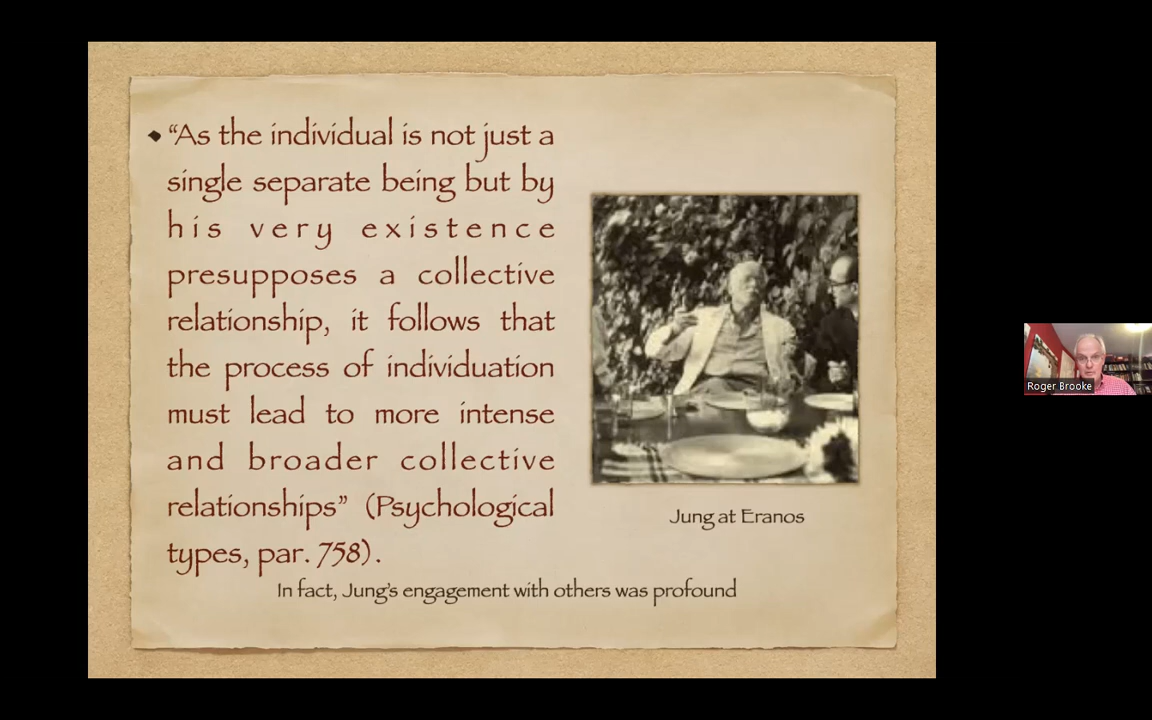 “As the individual is not just a
single separate being but by
his very existence
presupposes a collective
relationship, it follows that
the process of individuation
must lead to more intense
and broader collective
relationships” (Psychological
types, par. 758).
Jung at Eranos
In fact, Jung's engagement with others was profound
Roger Brooke